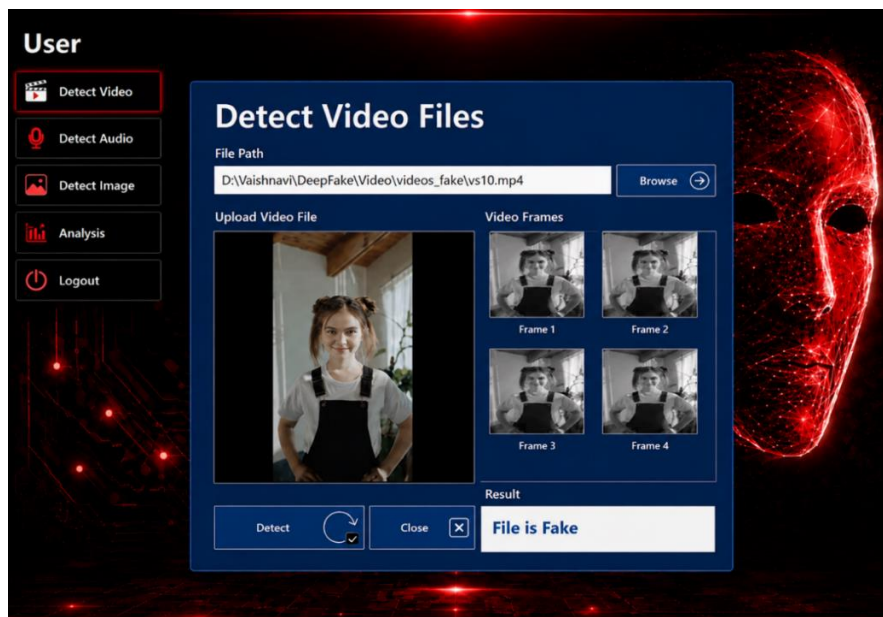 User
Detect Video
Detect Audio
Detect Image
Analysis
Logout
Detect Video Files
File Path
D:\Vaishnavi\DeepFake\Video\videos_fake\vs10.mp4
Browse
Upload Video File
Video Frames
Frame 1
Frame 2
Frame 3
Frame 4
Detect
Close
Result
File is Fake